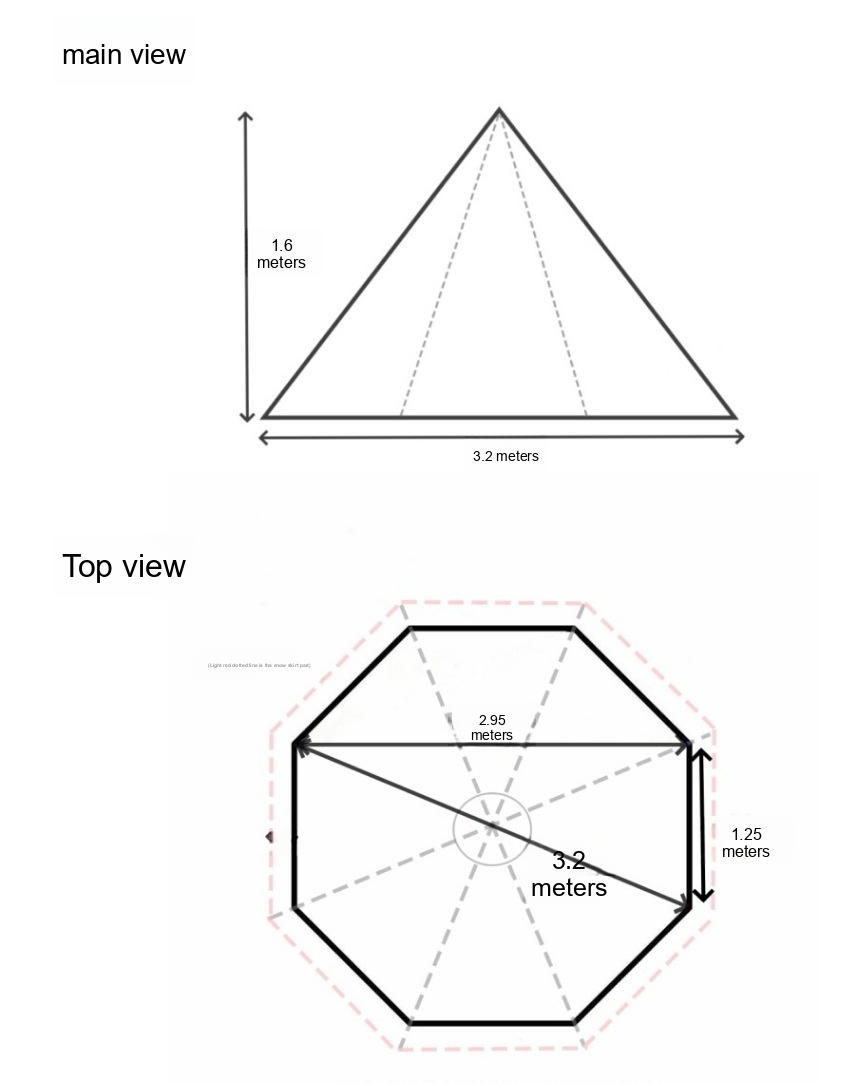 main view
1.6
meters
3.2 meters
Top view
(Light red dotted line is the snow skirt part)
2.95
meters
3.2
meters
1.25
meters